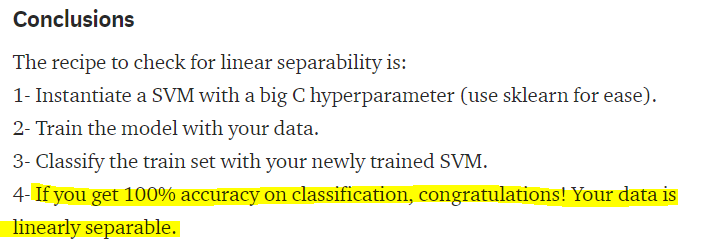 Conclusions
The recipe to check for linear separability is:
1- Instantiate a SVM with a big C hyperparameter (use sklearn for ease).
2- Train the model with your data.
3- Classify the train set with your newly trained SVM.
4- If you get 100% accuracy on classification, congratulations! Your data is
linearly separable.